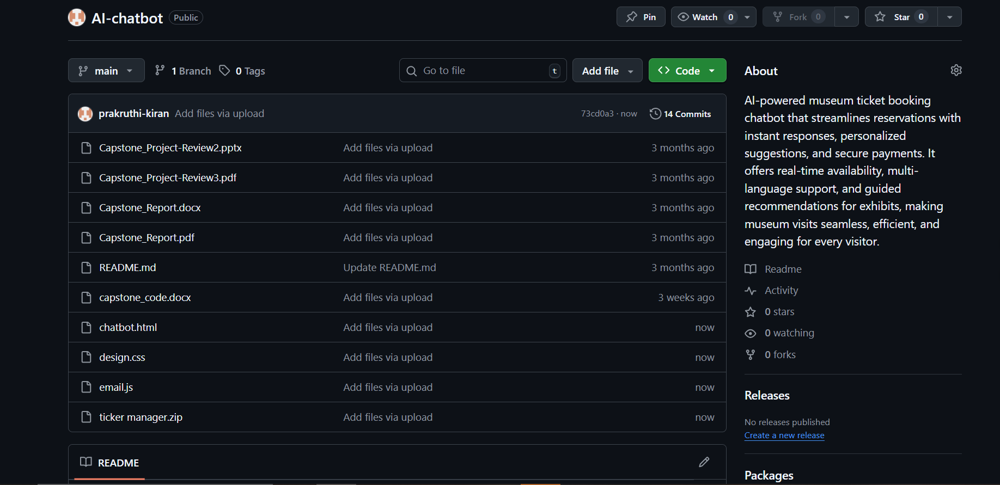 AI-chatbot Public
Pin Watch 0 Fork 0 Star 0
main 1 Branch 0 Tags
Go to file t Add file <> Code
prakruthi-kiran Add files via upload 73cd0a3 · now 14 Commits
Capstone_Project-Review2.pptx Add files via upload 3 months ago
Capstone_Project-Review3.pdf Add files via upload 3 months ago
Capstone_Report.docx Add files via upload 3 months ago
Capstone_Report.pdf Add files via upload 3 months ago
README.md Update README.md 3 months ago
capstone_code.docx Add files via upload 3 weeks ago
chatbot.html Add files via upload now
design.css Add files via upload now
email.js Add files via upload now
ticker manager.zip Add files via upload now
README
About
AI-powered museum ticket booking
chatbot that streamlines reservations with
instant responses, personalized
suggestions, and secure payments. It
offers real-time availability, multi-
language support, and guided
recommendations for exhibits, making
museum visits seamless, efficient, and
engaging for every visitor.
Readme
Activity
0 stars
0 watching
0 forks
Releases
No releases published
Create a new release
Packages